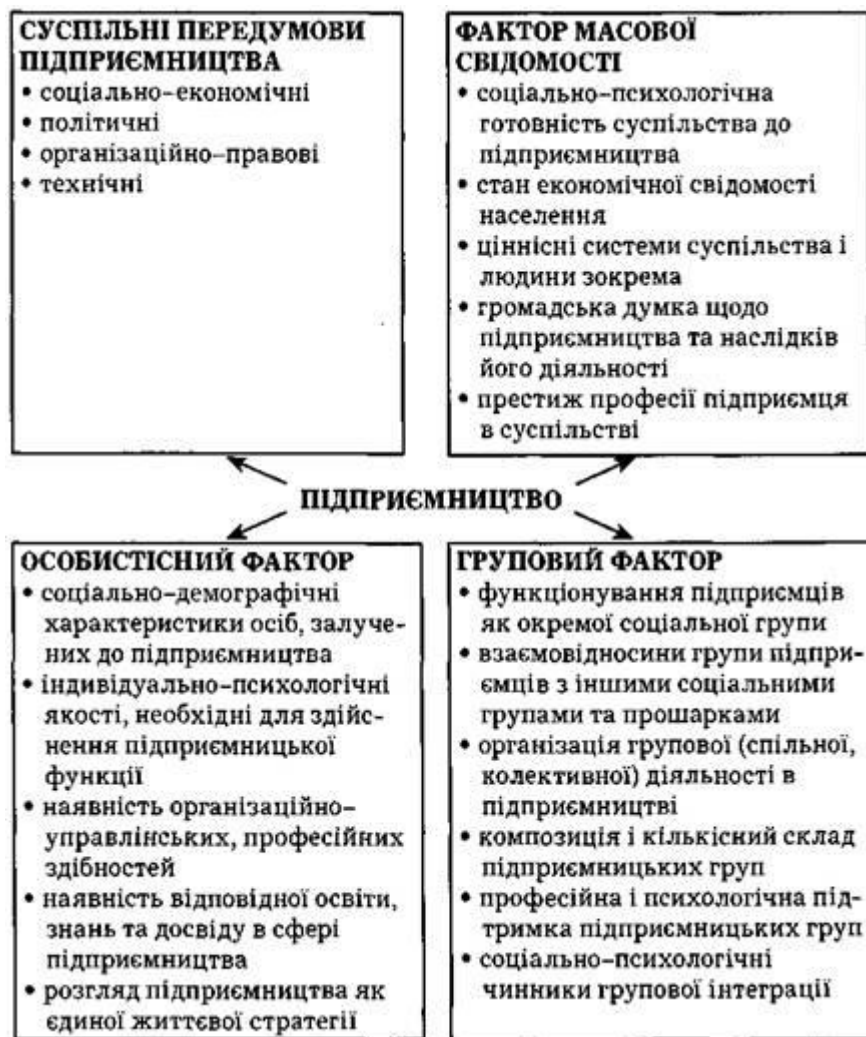 СУСПІЛЬНІ ПЕРЕДУМОВИ
ПІДПРИЄМНИЦТВА
• соціально-економічні
• політичні
• організаційно-правові
• технічні
ФАКТОР МАСОВОЇ
СВІДОМОСТІ
• соціально-психологічна
готовність суспільства до
підприємництва
• стан економічної свідомості
населення
• ціннісні системи суспільства і
людини зокрема
• громадська думка щодо
підприємництва та наслідків
його діяльності
• престиж професії підприємця
в суспільстві
ПІДПРИЄМНИЦТВО
ОСОБИСТІСНИЙ ФАКТОР
• соціально-демографічні
характеристики осіб, залуче-
них до підприємництва
• індивідуально-психологічні
якості, необхідні для здійс-
нення підприємницької
функції
• наявність організаційно-
управлінських, професійних
здібностей
• наявність відповідної освіти,
знань та досвіду в сфері
підприємництва
• розгляд підприємництва як
єдиної життєвої стратегії
ГРУПОВИЙ ФАКТОР
• функціонування підприємців
як окремої соціальної групи
• взаємовідносини групи підпри-
ємців з іншими соціальними
групами та прошарками
• організація групової (спільної,
колективної) діяльності в
підприємництві
• композиція і кількісний склад
підприємницьких груп
• професійна і психологічна під-
тримка підприємницьких груп
• соціально-психологічні
чинники групової інтеграції